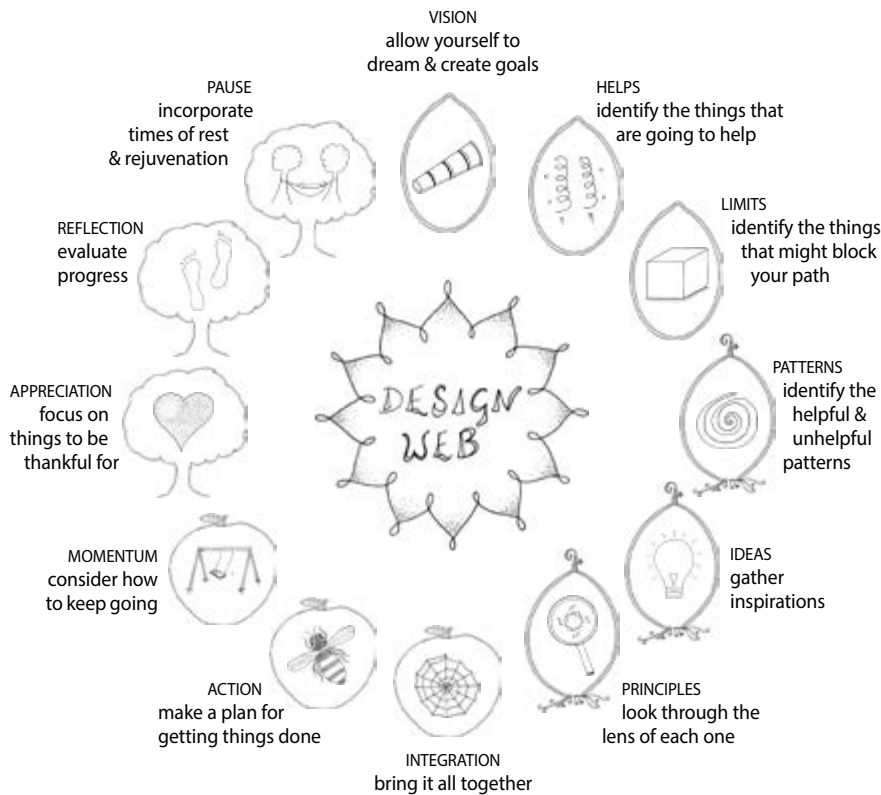 VISION
allow yourself to
dream & create goals
HELPS
identify the things that
are going to help
LIMITS
identify the things
that might block
your path
PATTERNS
identify the
helpful &
unhelpful
patterns
IDEAS
gather
inspirations
PRINCIPLES
look through the
lens of each one
INTEGRATION
bring it all together
ACTION
make a plan for
getting things done
MOMENTUM
consider how
to keep going
APPRECIATION
focus on
things to be
thankful for
REFLECTION
evaluate
progress
PAUSE
incorporate
times of rest
& rejuvenation
DESIGN
WEB